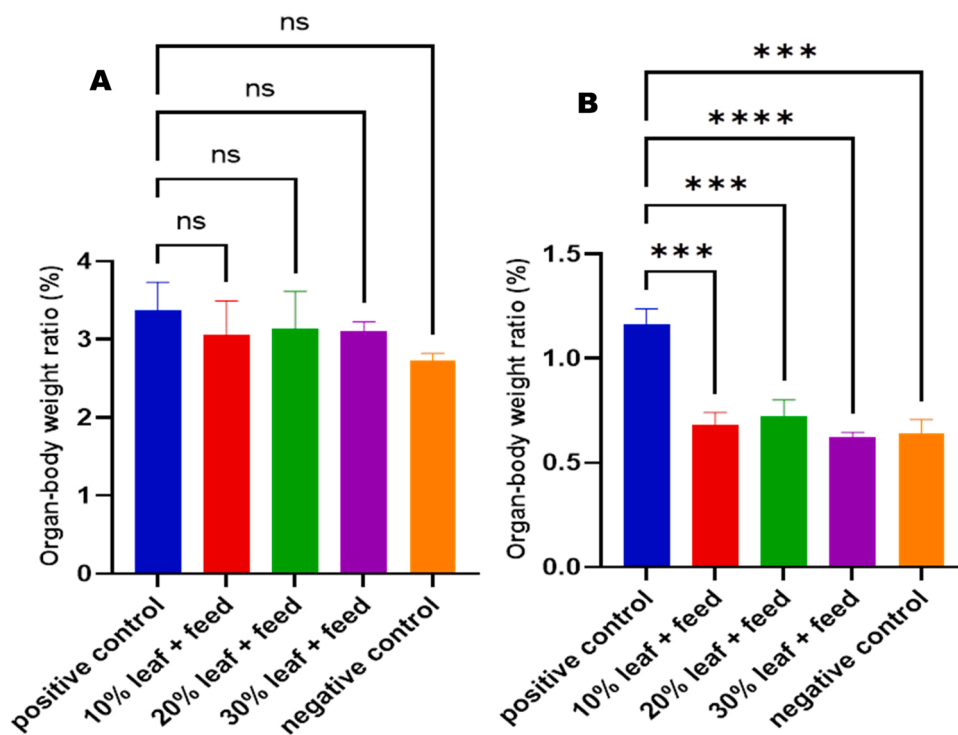 A
ns
ns
ns
ns
Organ-body weight ratio (%)
4
3
2
1
0
positive control
10% leaf + feed
20% leaf + feed
30% leaf + feed
negative control
B
***
****
***
***
Organ-body weight ratio (%)
1.5
1.0
0.5
0.0
positive control
10% leaf + feed
20% leaf + feed
30% leaf + feed
negative control